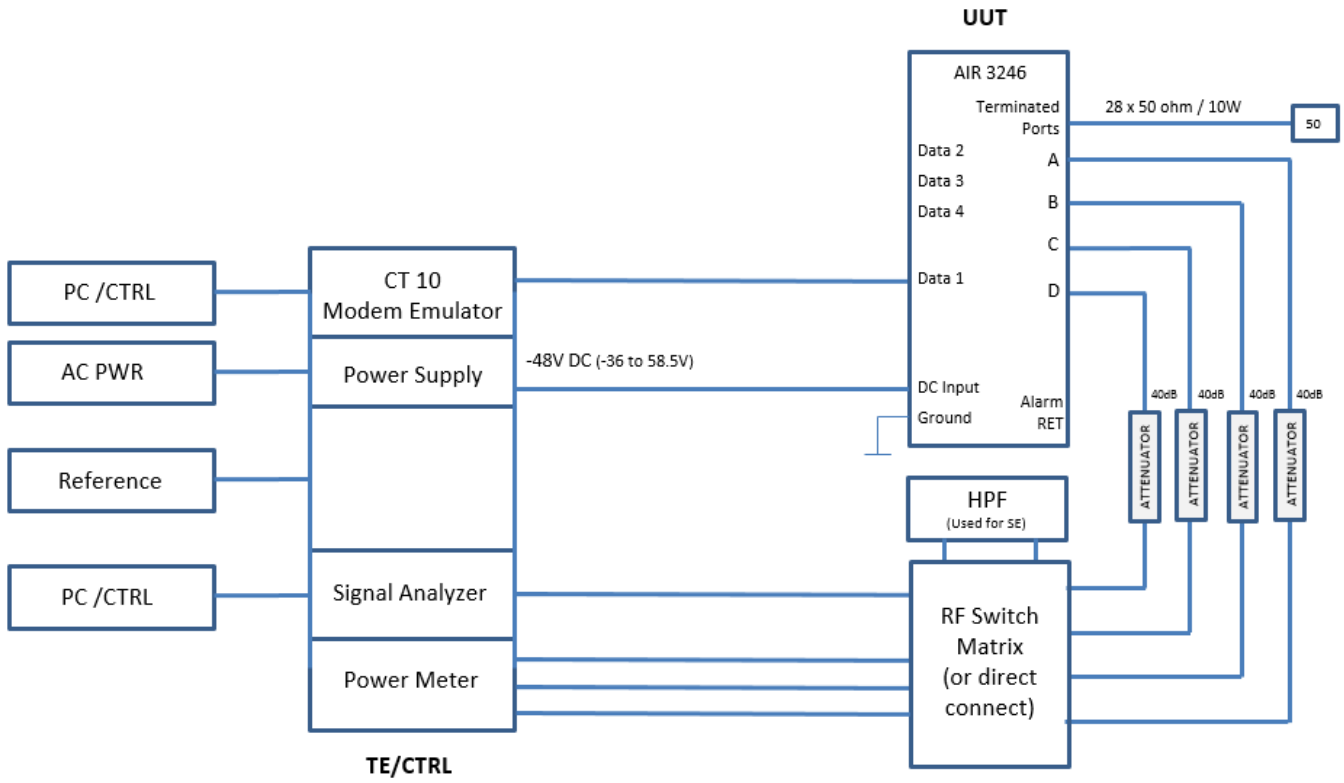 UUT
AIR 3246
Terminated
Ports
28 x 50 ohm / 10W
50
Data 2
A
Data 3
Data 4
B
C
Data 1
D
PC /CTRL
CT 10
Modem Emulator
AC PWR
Power Supply
-48V DC (-36 to 58.5V)
DC Input
Ground
Alarm
RET
40dB
40dB
40dB
40dB
ATTENUATOR
ATTENUATOR
ATTENUATOR
ATTENUATOR
Reference
HPF
(Used for SE)
PC /CTRL
Signal Analyzer
RF Switch
Matrix
(or direct
connect)
Power Meter
TE/CTRL